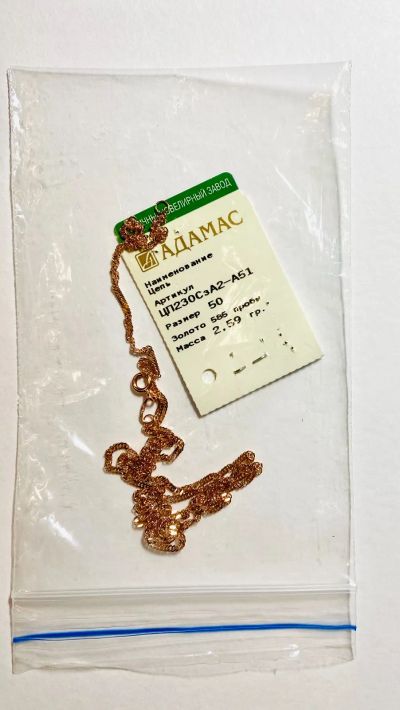 ЮВЕЛИРНЫЙ ЗАВОД
АДАМАС
Наименование
Цепь
Артикул
ЦП230СзА2-А51
Размер 50
Золото 585 пробы
Масса 2.59 гр.